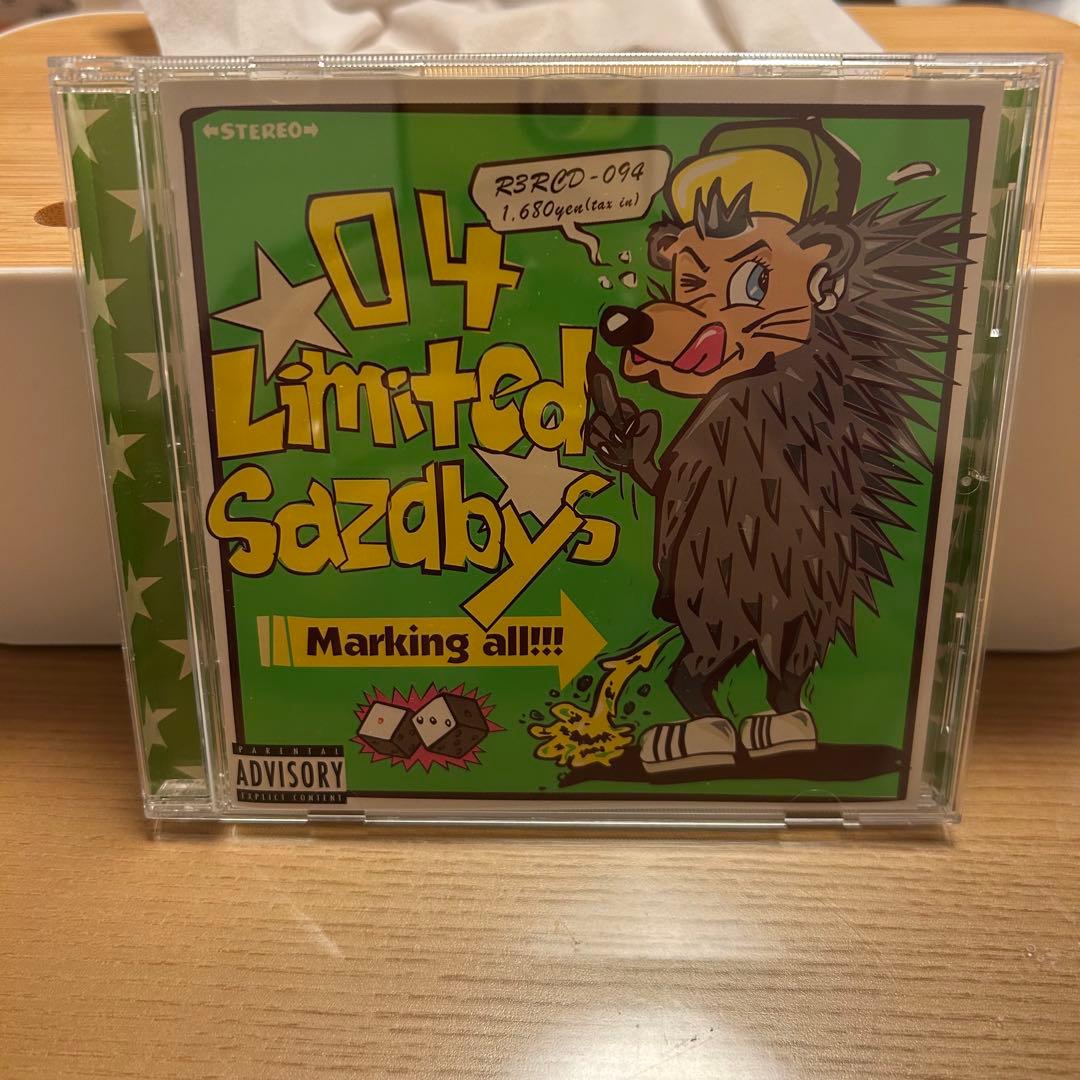 STEREO
R3RCD-094
1.680yen(tax in)
04
Limited
Sazabys
Marking all!!!
PARENTAL
ADVISORY
EXPLICIT CONTENT